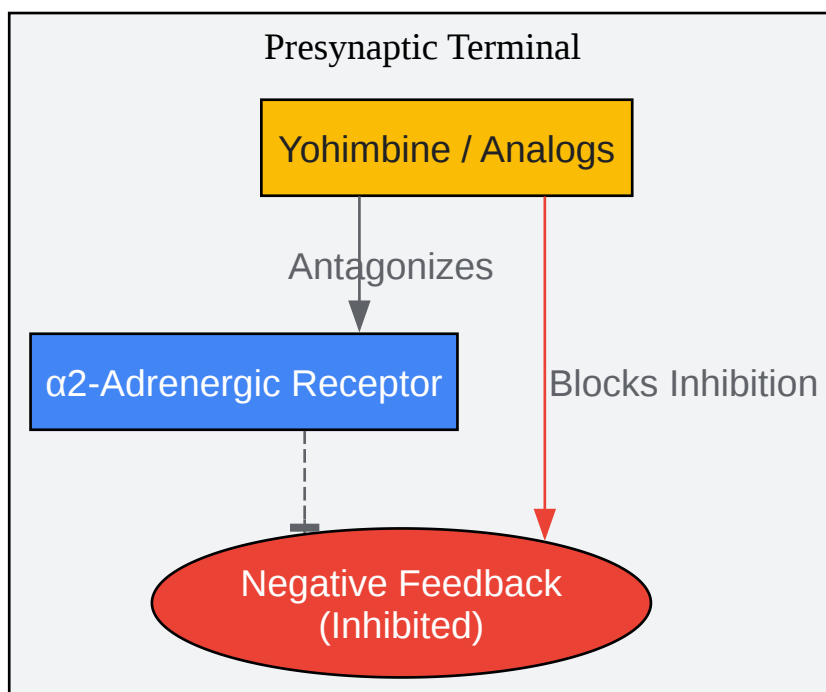 Presynaptic Terminal
Yohimbine / Analogs
Antagonizes
α2-Adrenergic Receptor
Blocks Inhibition
Negative Feedback
(Inhibited)